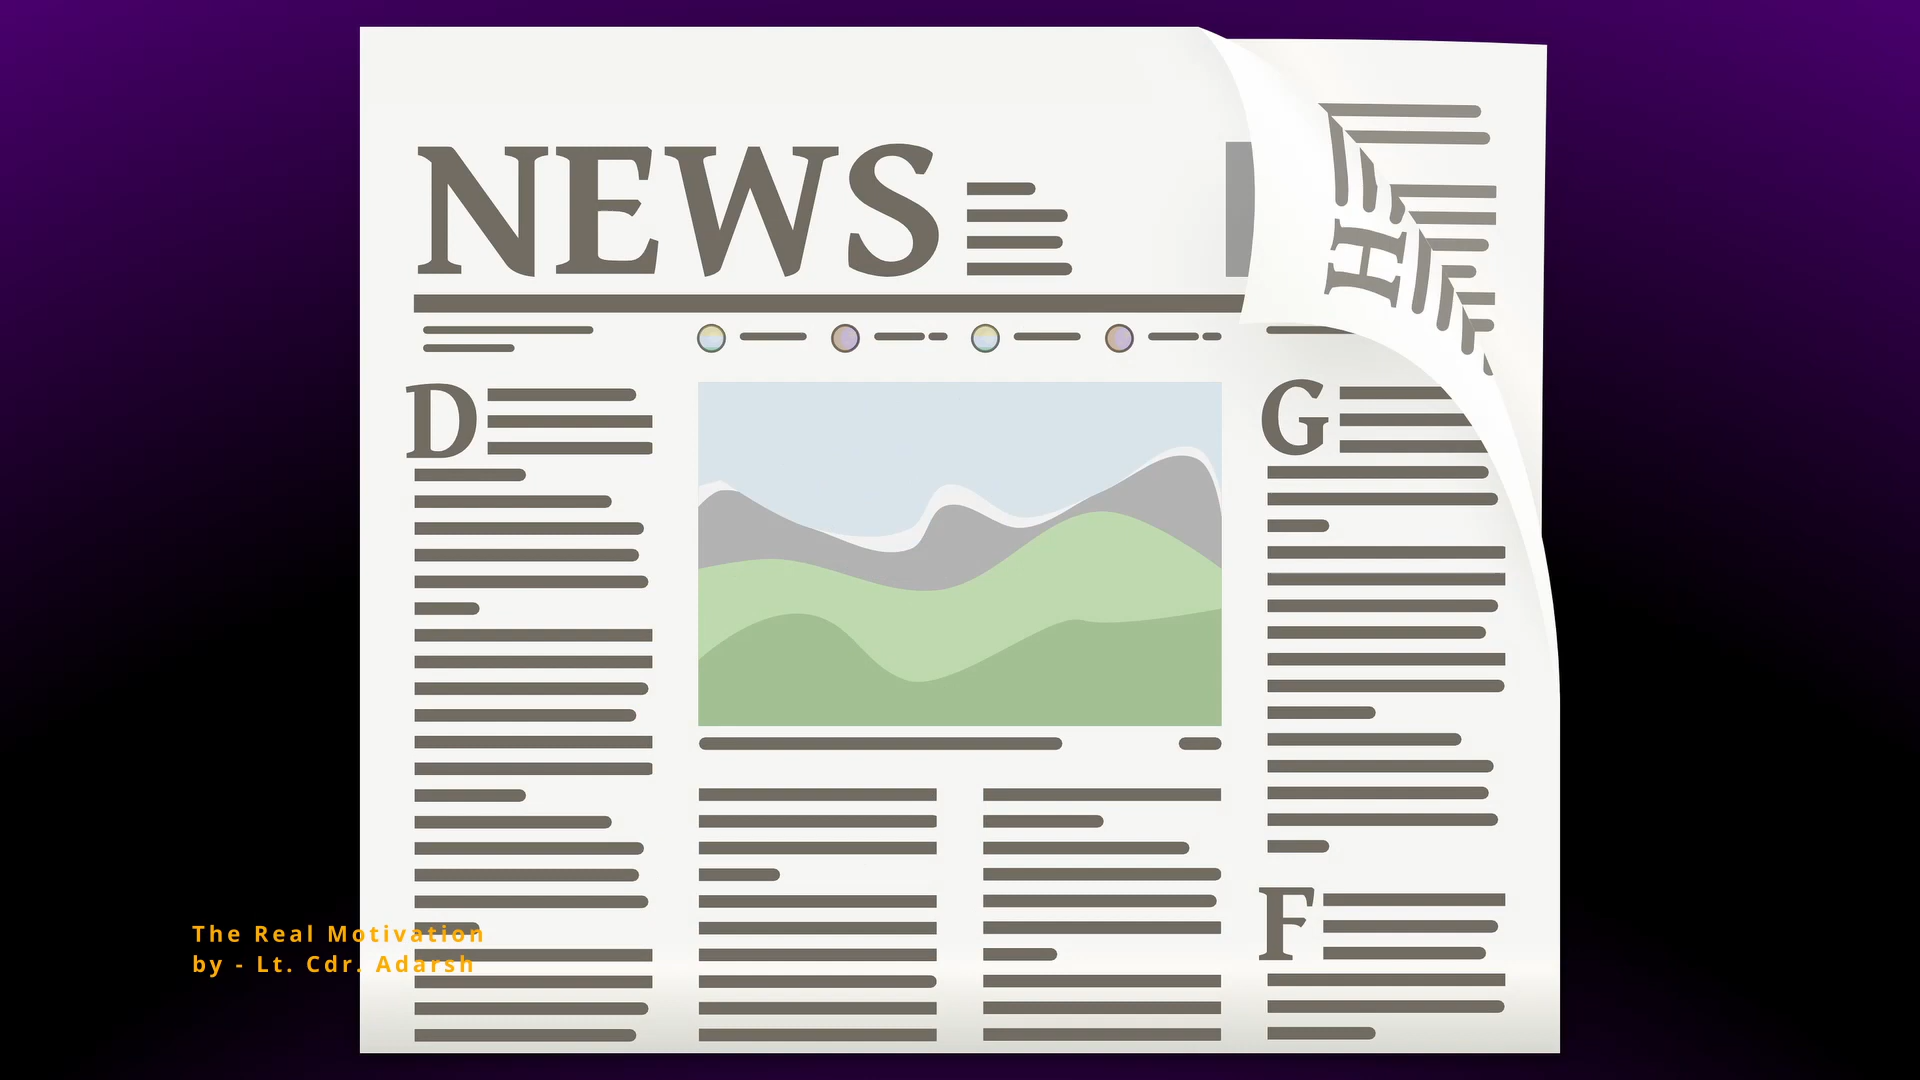 NEWS
H
D
G
F
The Real Motivation
by - Lt. Cdr. Adarsh